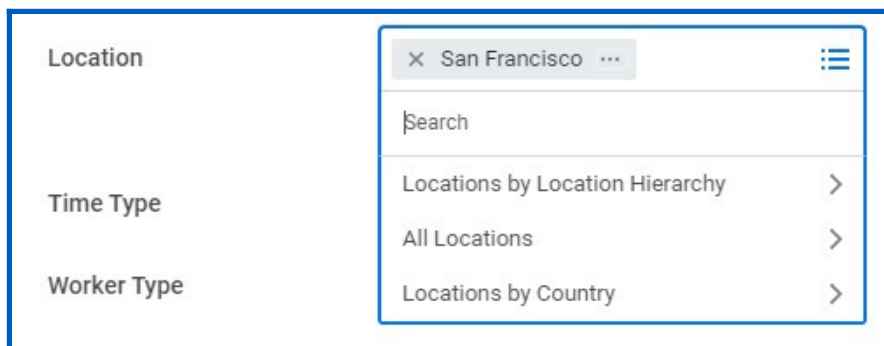 Location
San Francisco
Search
Locations by Location Hierarchy
Time Type
All Locations
Worker Type
Locations by Country